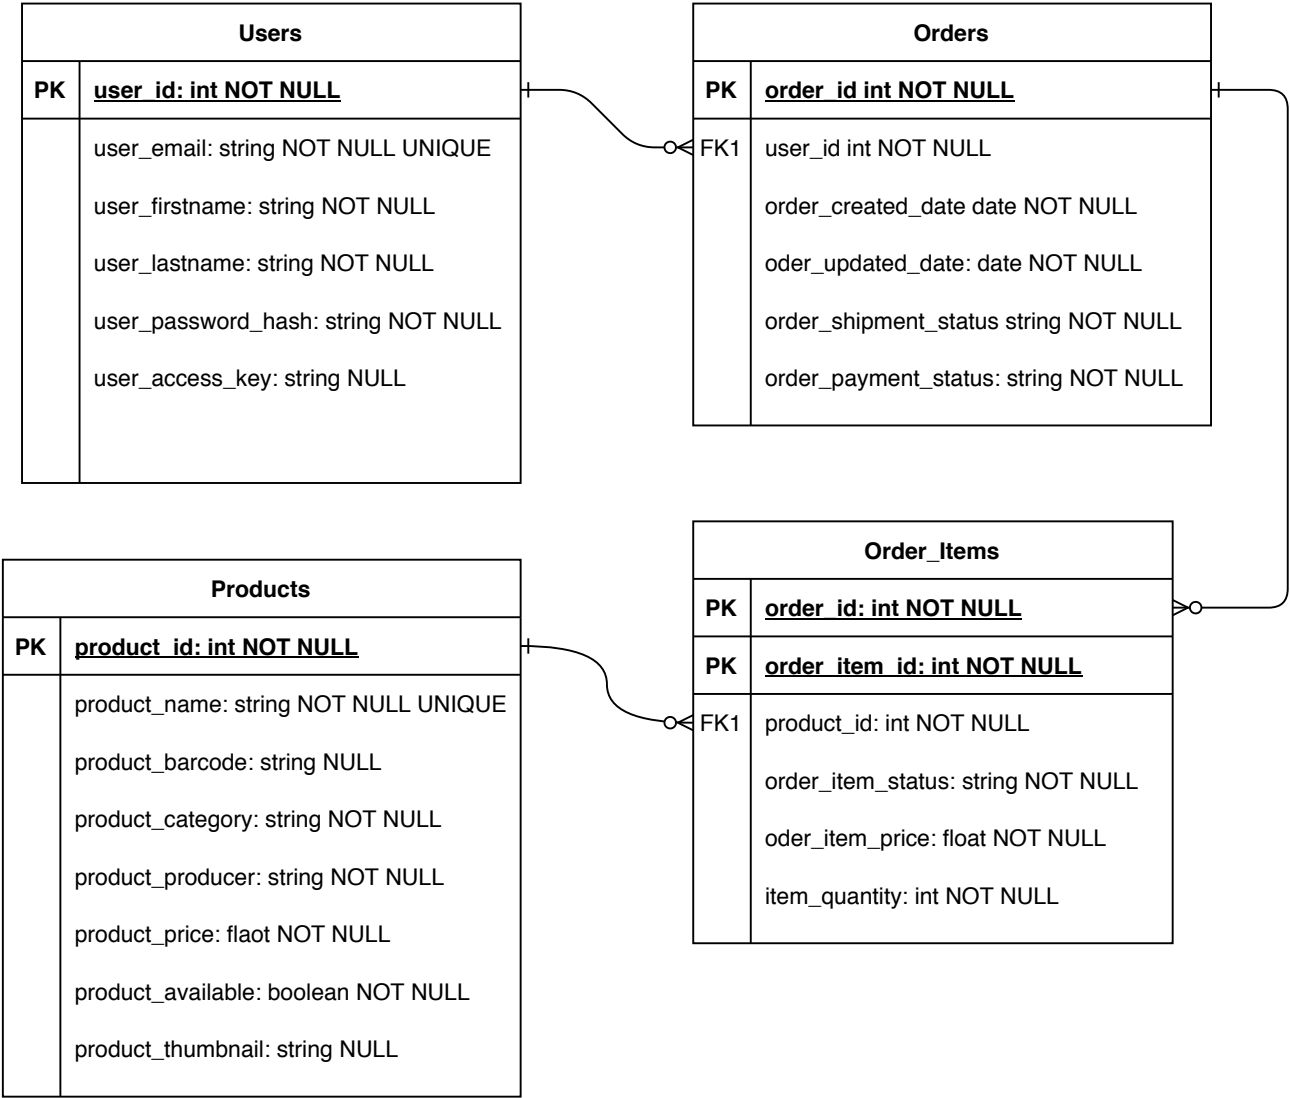 Users
PK user_id: int NOT NULL
user_email: string NOT NULL UNIQUE
user_firstname: string NOT NULL
user_lastname: string NOT NULL
user_password_hash: string NOT NULL
user_access_key: string NULL
Orders
PK order_id int NOT NULL
FK1 user_id int NOT NULL
order_created_date date NOT NULL
oder_updated_date: date NOT NULL
order_shipment_status string NOT NULL
order_payment_status: string NOT NULL
Products
PK product_id: int NOT NULL
product_name: string NOT NULL UNIQUE
product_barcode: string NULL
product_category: string NOT NULL
product_producer: string NOT NULL
product_price: flaot NOT NULL
product_available: boolean NOT NULL
product_thumbnail: string NULL
Order_Items
PK order_id: int NOT NULL
PK order_item_id: int NOT NULL
FK1 product_id: int NOT NULL
order_item_status: string NOT NULL
oder_item_price: float NOT NULL
item_quantity: int NOT NULL